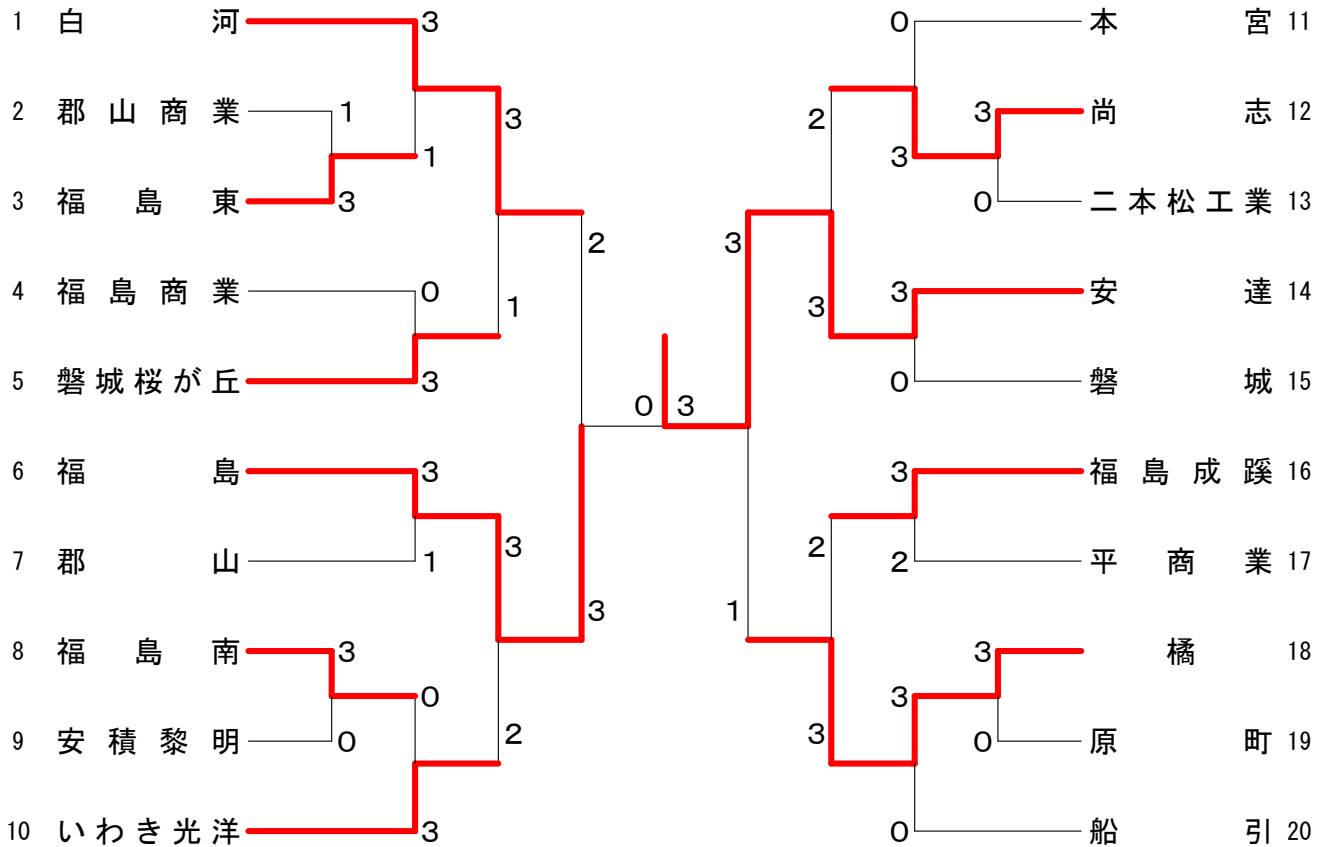 1 白河 3 0 本宮 11
2 郡山商業 1 3 2 3 尚志 12
1 3
3 福島東 3 0 二本松工業 13
2 3
4 福島商業 0 1 3 3 安達 14
5 磐城桜が丘 3 0 磐城 15
0 3
6 福島 3 3 福島成蹊 16
7 郡山 1 3 2 2 平商業 17
3 1
8 福島南 3 3 橘 18
0 3
9 安積黎明 0 2 3 0 原町 19
10 いわき光洋 3 0 船引 20